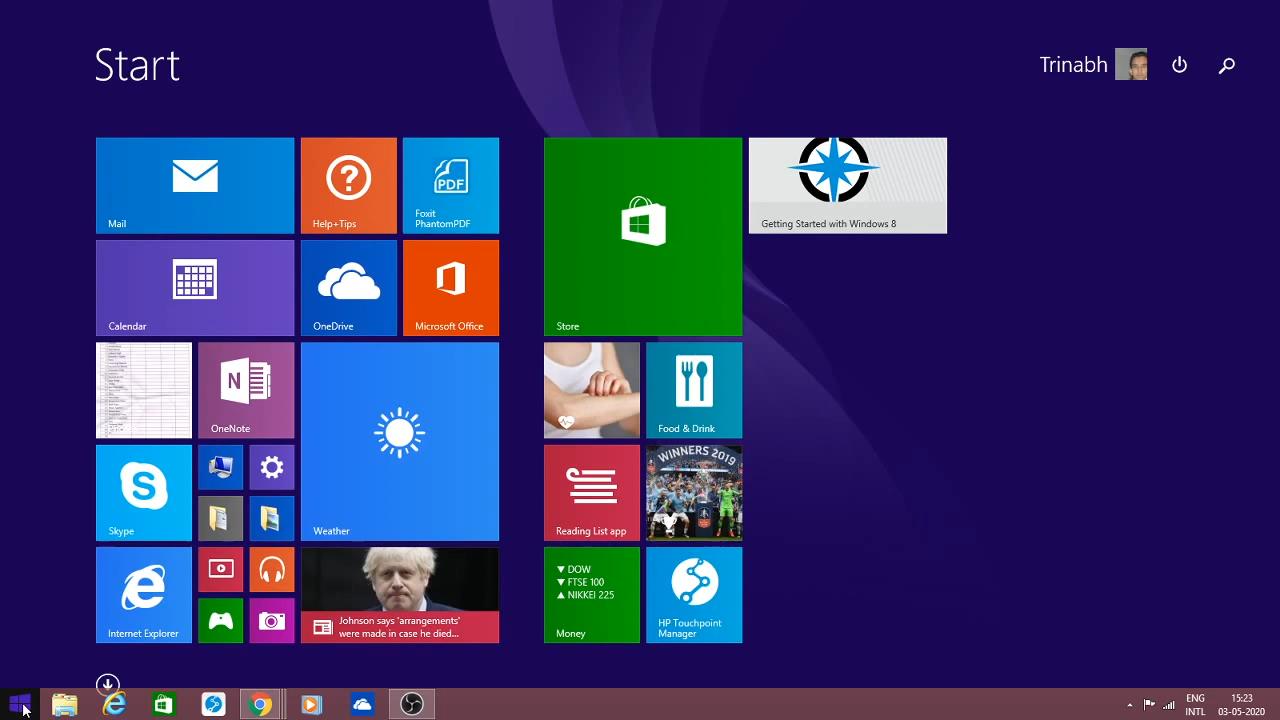 Start
Trinabh
Mail
Help+Tips
PDF
Foxit
PhantomPDF
Store
Getting Started with Windows 8
Calendar
OneDrive
Microsoft Office
N
OneNote
Weather
Food & Drink
S
Skype
Reading List app
WINNERS 2019
Internet Explorer
Johnson says 'arrangements'
were made in case he died...
▼ DOW
▼ FTSE 100
▲ NIKKEI 225
Money
HP Touchpoint
Manager
ENG
INTL
15:23
03-05-2020